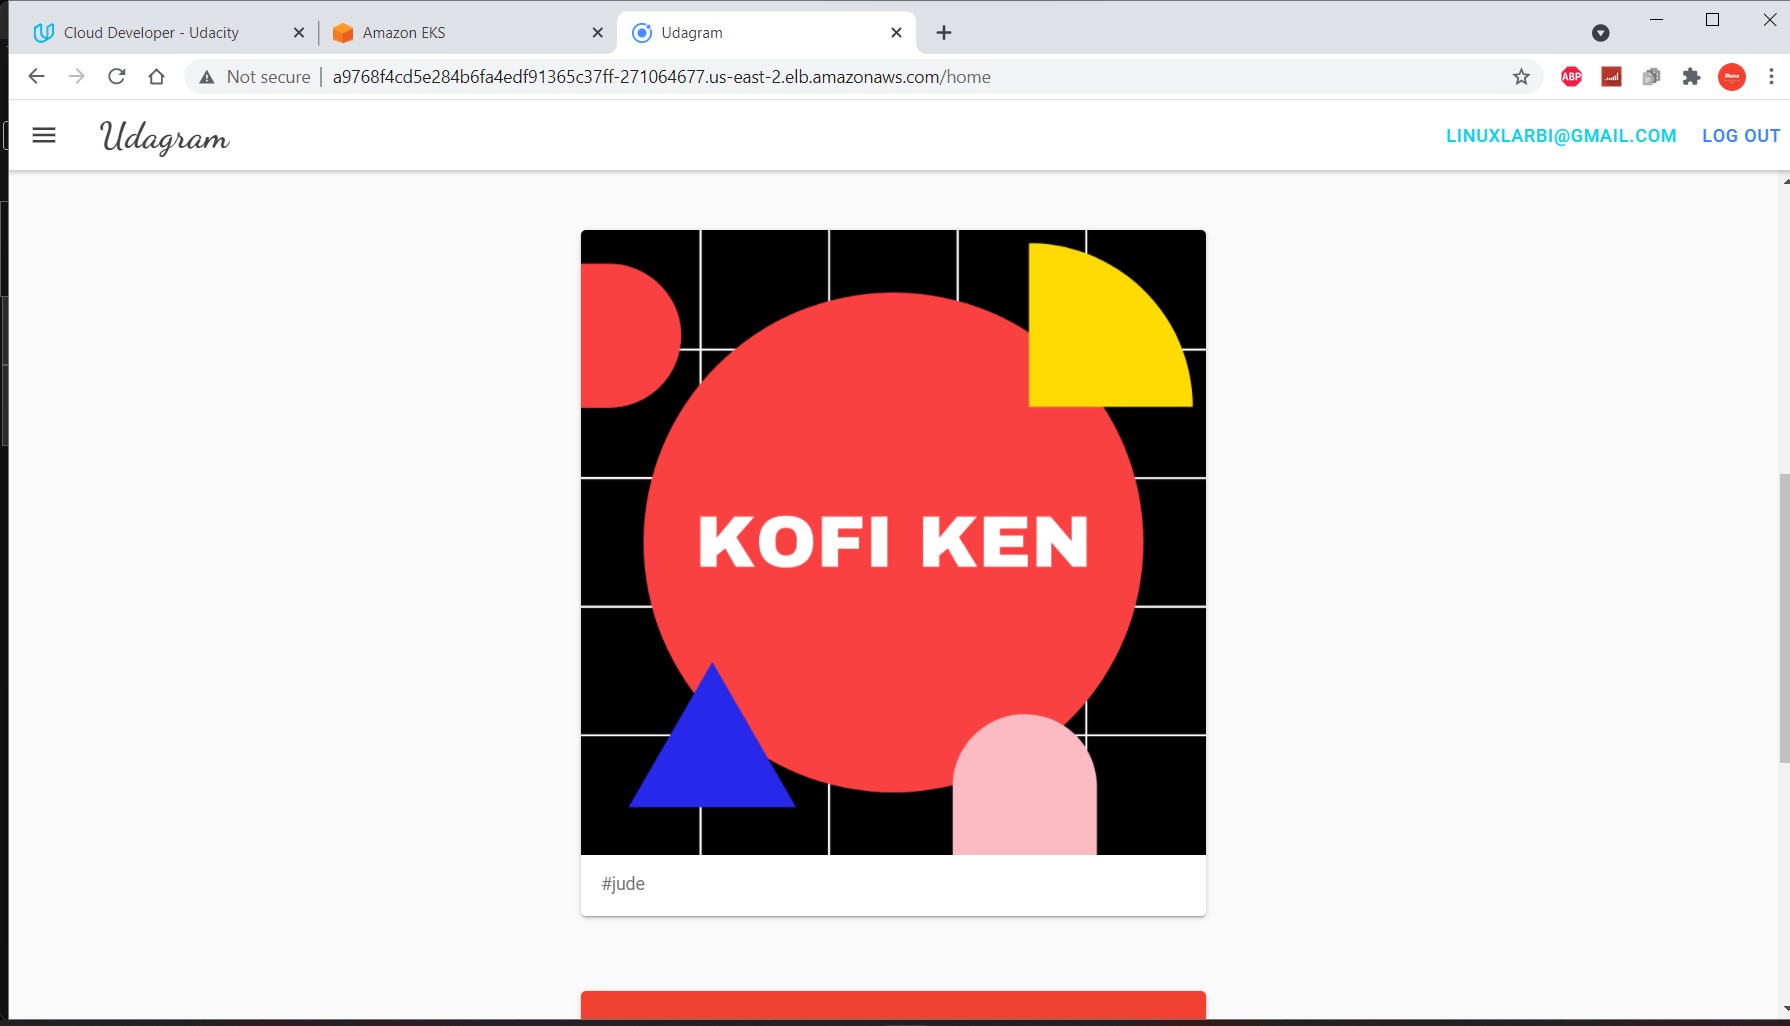 Cloud Developer - Udacity
Amazon EKS
Udagram
Not secure
a9768f4cd5e284b6fa4edf91365c37ff-271064677.us-east-2.elb.amazonaws.com/home
ABP
Udagram
LINUXLARBI@GMAIL.COM
LOG OUT
KOFI KEN
#jude